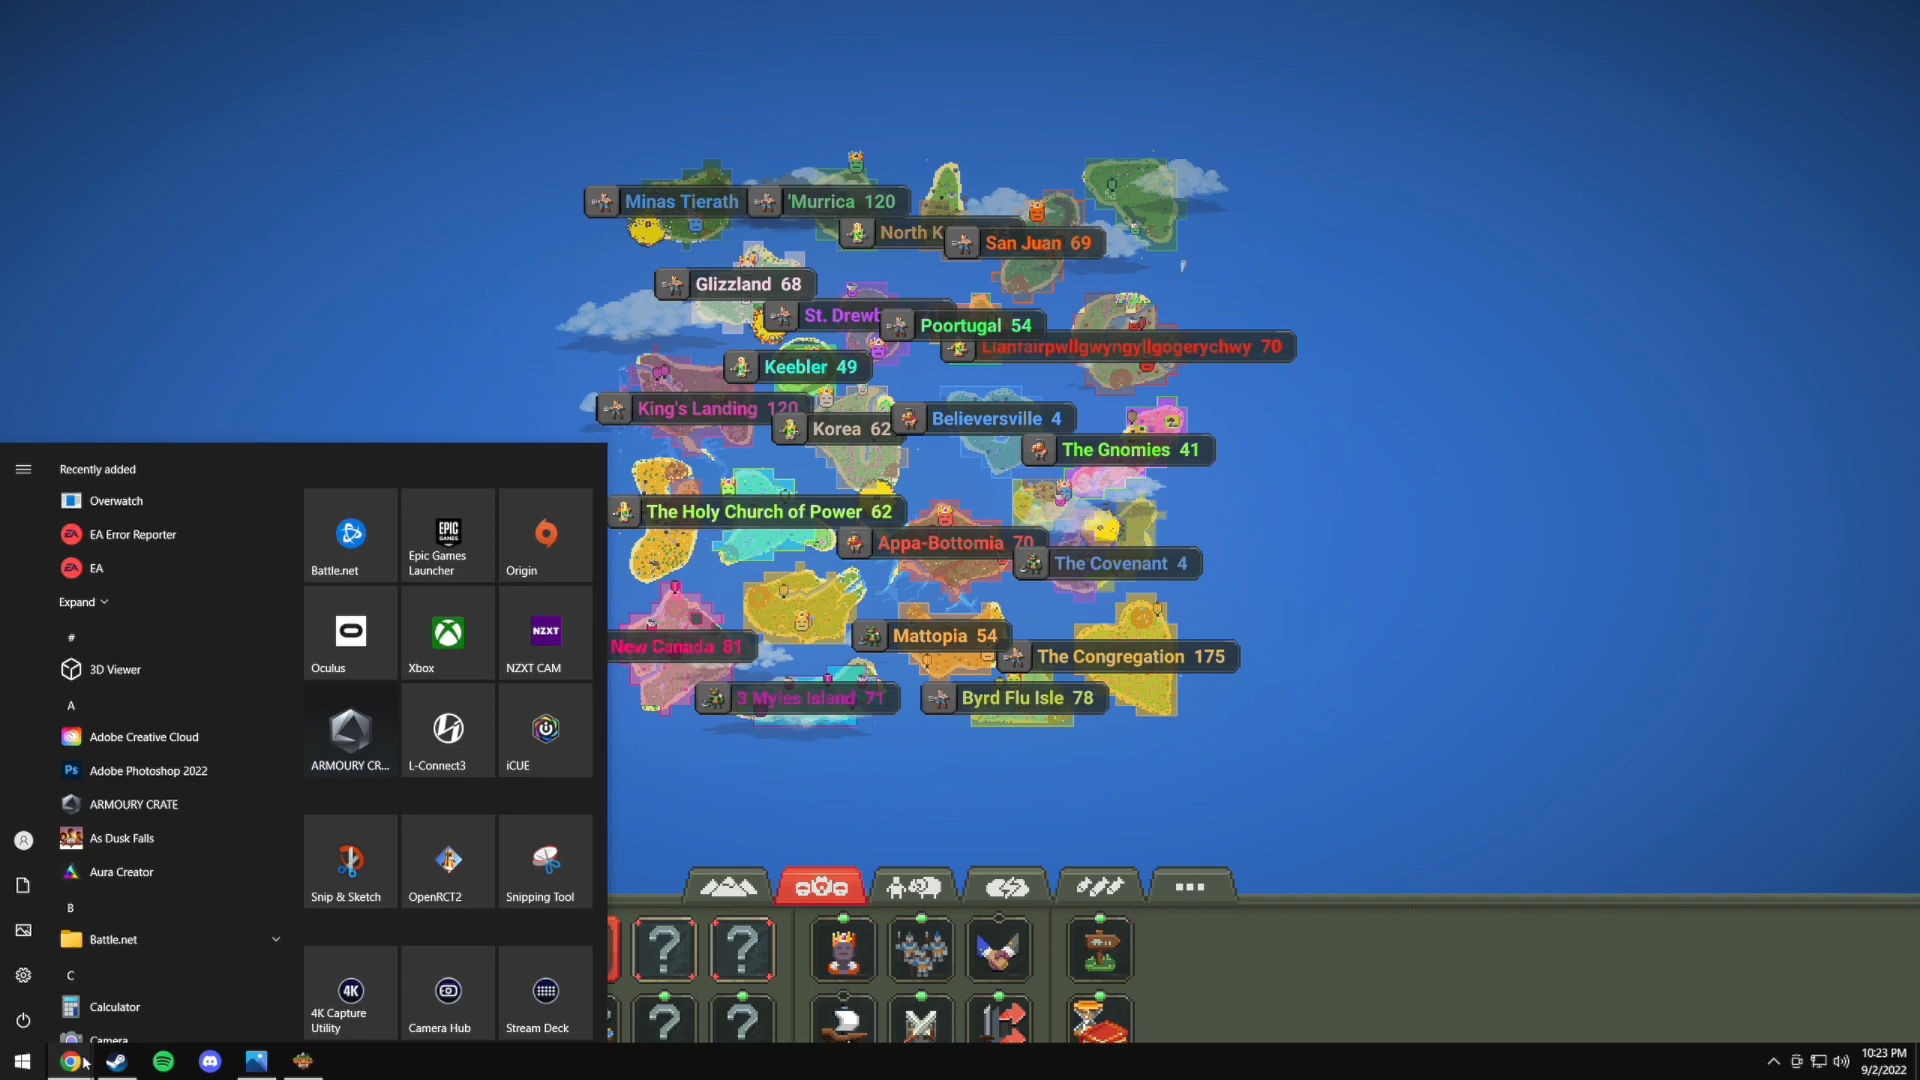 Minas Tierath
'Murrica 120
North K
San Juan 69
Glizzland 68
St. Drewb
Poortugal 54
Llanfairpwllgwyngyllgogerychwy 70
Keebler 49
King's Landing 120
Korea 62
Believersville 4
The Gnomies 41
The Holy Church of Power 62
Appa-Bottomia 70
The Covenant 4
New Canada 81
Mattopia 54
The Congregation 175
3 Myles Island 71
Byrd Flu Isle 78
Recently added
Overwatch
EA Error Reporter
EA
Expand
#
3D Viewer
A
Adobe Creative Cloud
Ps
Adobe Photoshop 2022
ARMOURY CRATE
As Dusk Falls
Aura Creator
B
Battle.net
C
Calculator
Camera
Battle.net
EPIC
GAMES
Epic Games
Launcher
Origin
Oculus
Xbox
NZXT
NZXT CAM
ARMOURY CR...
L-Connect3
iCUE
Snip & Sketch
OpenRCT2
Snipping Tool
4K
4K Capture
Utility
Camera Hub
Stream Deck
10:23 PM
9/2/2022